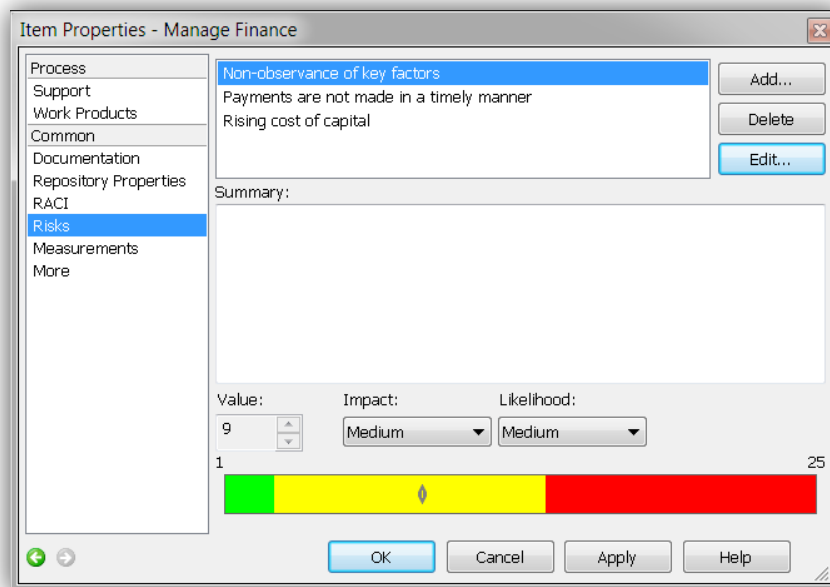 Item Properties - Manage Finance
Process
Support
Work Products
Common
Documentation
Repository Properties
RACI
Risks
Measurements
More
Non-observance of key factors
Payments are not made in a timely manner
Rising cost of capital
Add...
Delete
Edit...
Summary:
Value: Impact: Likelihood:
9 Medium Medium
1 25
OK Cancel Apply Help